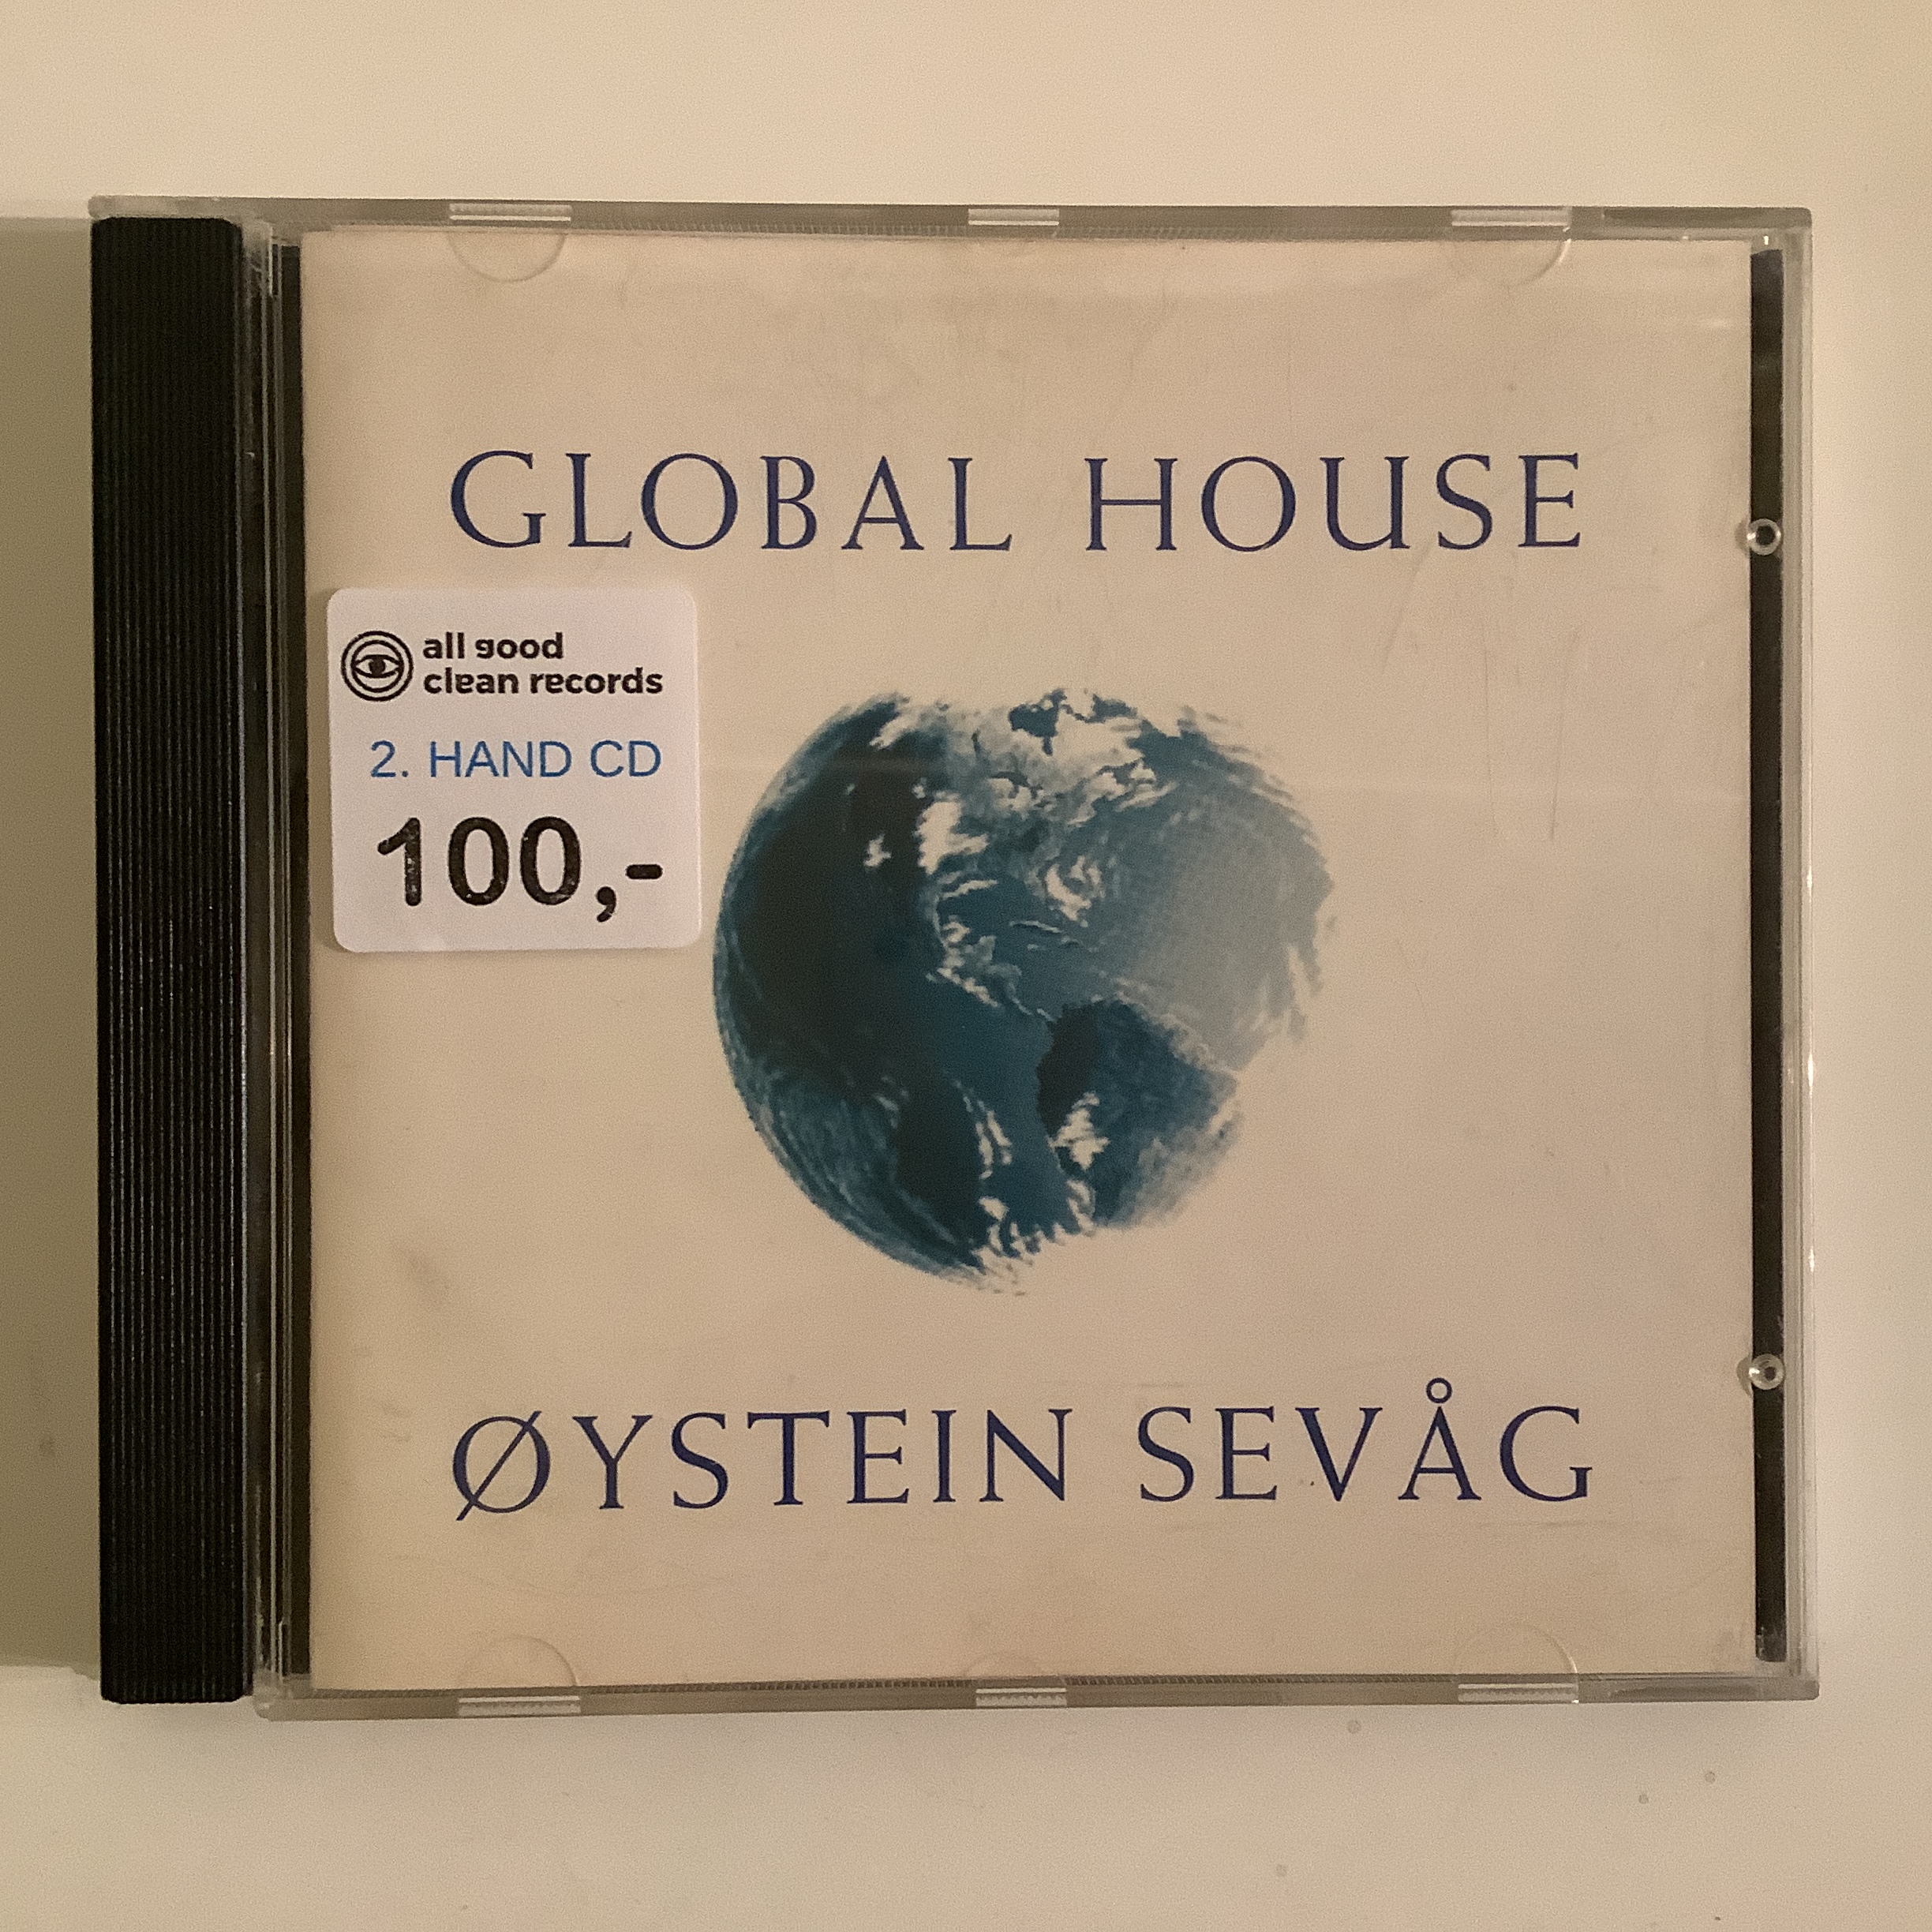 GLOBAL HOUSE
all good
clean records
2. HAND CD
100,-
ØYSTEIN SEVÅG